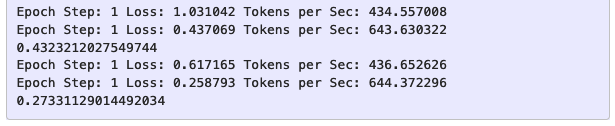 Epoch Step: 1 Loss: 1.031042 Tokens per Sec: 434.557008
Epoch Step: 1 Loss: 0.437069 Tokens per Sec: 643.630322
0.4323212027549744
Epoch Step: 1 Loss: 0.617165 Tokens per Sec: 436.652626
Epoch Step: 1 Loss: 0.258793 Tokens per Sec: 644.372296
0.27331129014492034